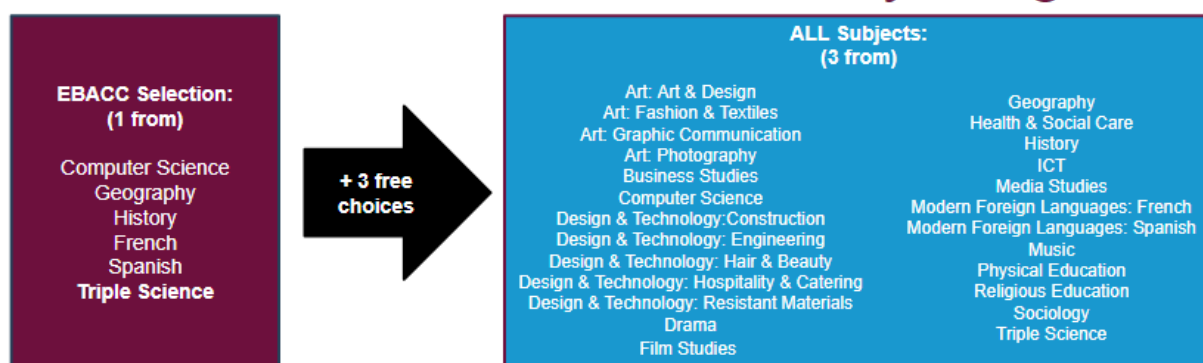 EBACC Selection:
(1 from)
Computer Science
Geography
History
French
Spanish
Triple Science
+ 3 free
choices
ALL Subjects:
(3 from)
Art: Art & Design
Art: Fashion & Textiles
Art: Graphic Communication
Art: Photography
Business Studies
Computer Science
Design & Technology:Construction
Design & Technology: Engineering
Design & Technology: Hair & Beauty
Design & Technology: Hospitality & Catering
Design & Technology: Resistant Materials
Drama
Film Studies
Geography
Health & Social Care
History
ICT
Media Studies
Modern Foreign Languages: French
Modern Foreign Languages: Spanish
Music
Physical Education
Religious Education
Sociology
Triple Science